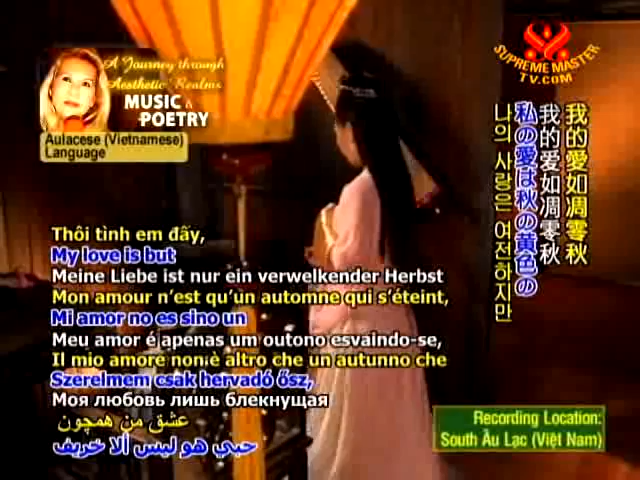 A Journey through
Aesthetic Realms
MUSIC &
POETRY
Aulacese (Vietnamese)
Language
SUPREME MASTER
TV.COM
我的愛如凋零秋
我的爱如凋零秋
私の愛は秋の黄色の
나의 사랑은 여전하지만
Thôi tình em đấy,
My love is but
Meine Liebe ist nur ein verwelkender Herbst
Mon amour n'est qu'un automne qui s'éteint,
Mi amor no es sino un
Meu amor é apenas um outono esvaindo-se,
Il mio amore non è altro che un autunno che
Szerelmem csak hervadó ősz,
Моя любовь лишь блекнущая
عشق من همچون
حبي هو ليس ألا خريف
Recording Location:
South Âu Lạc (Việt Nam)